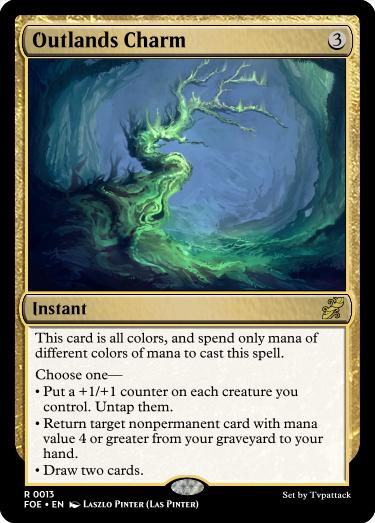 Outlands Charm 3
Instant
This card is all colors, and spend only mana of
different colors of mana to cast this spell.
Choose one—
• Put a +1/+1 counter on each creature you
control. Untap them.
• Return target nonpermanent card with mana
value 4 or greater from your graveyard to your
hand.
• Draw two cards.
R 0013
FOE • EN Laszlo Pinter (Las Pinter)
Set by Tvpattack